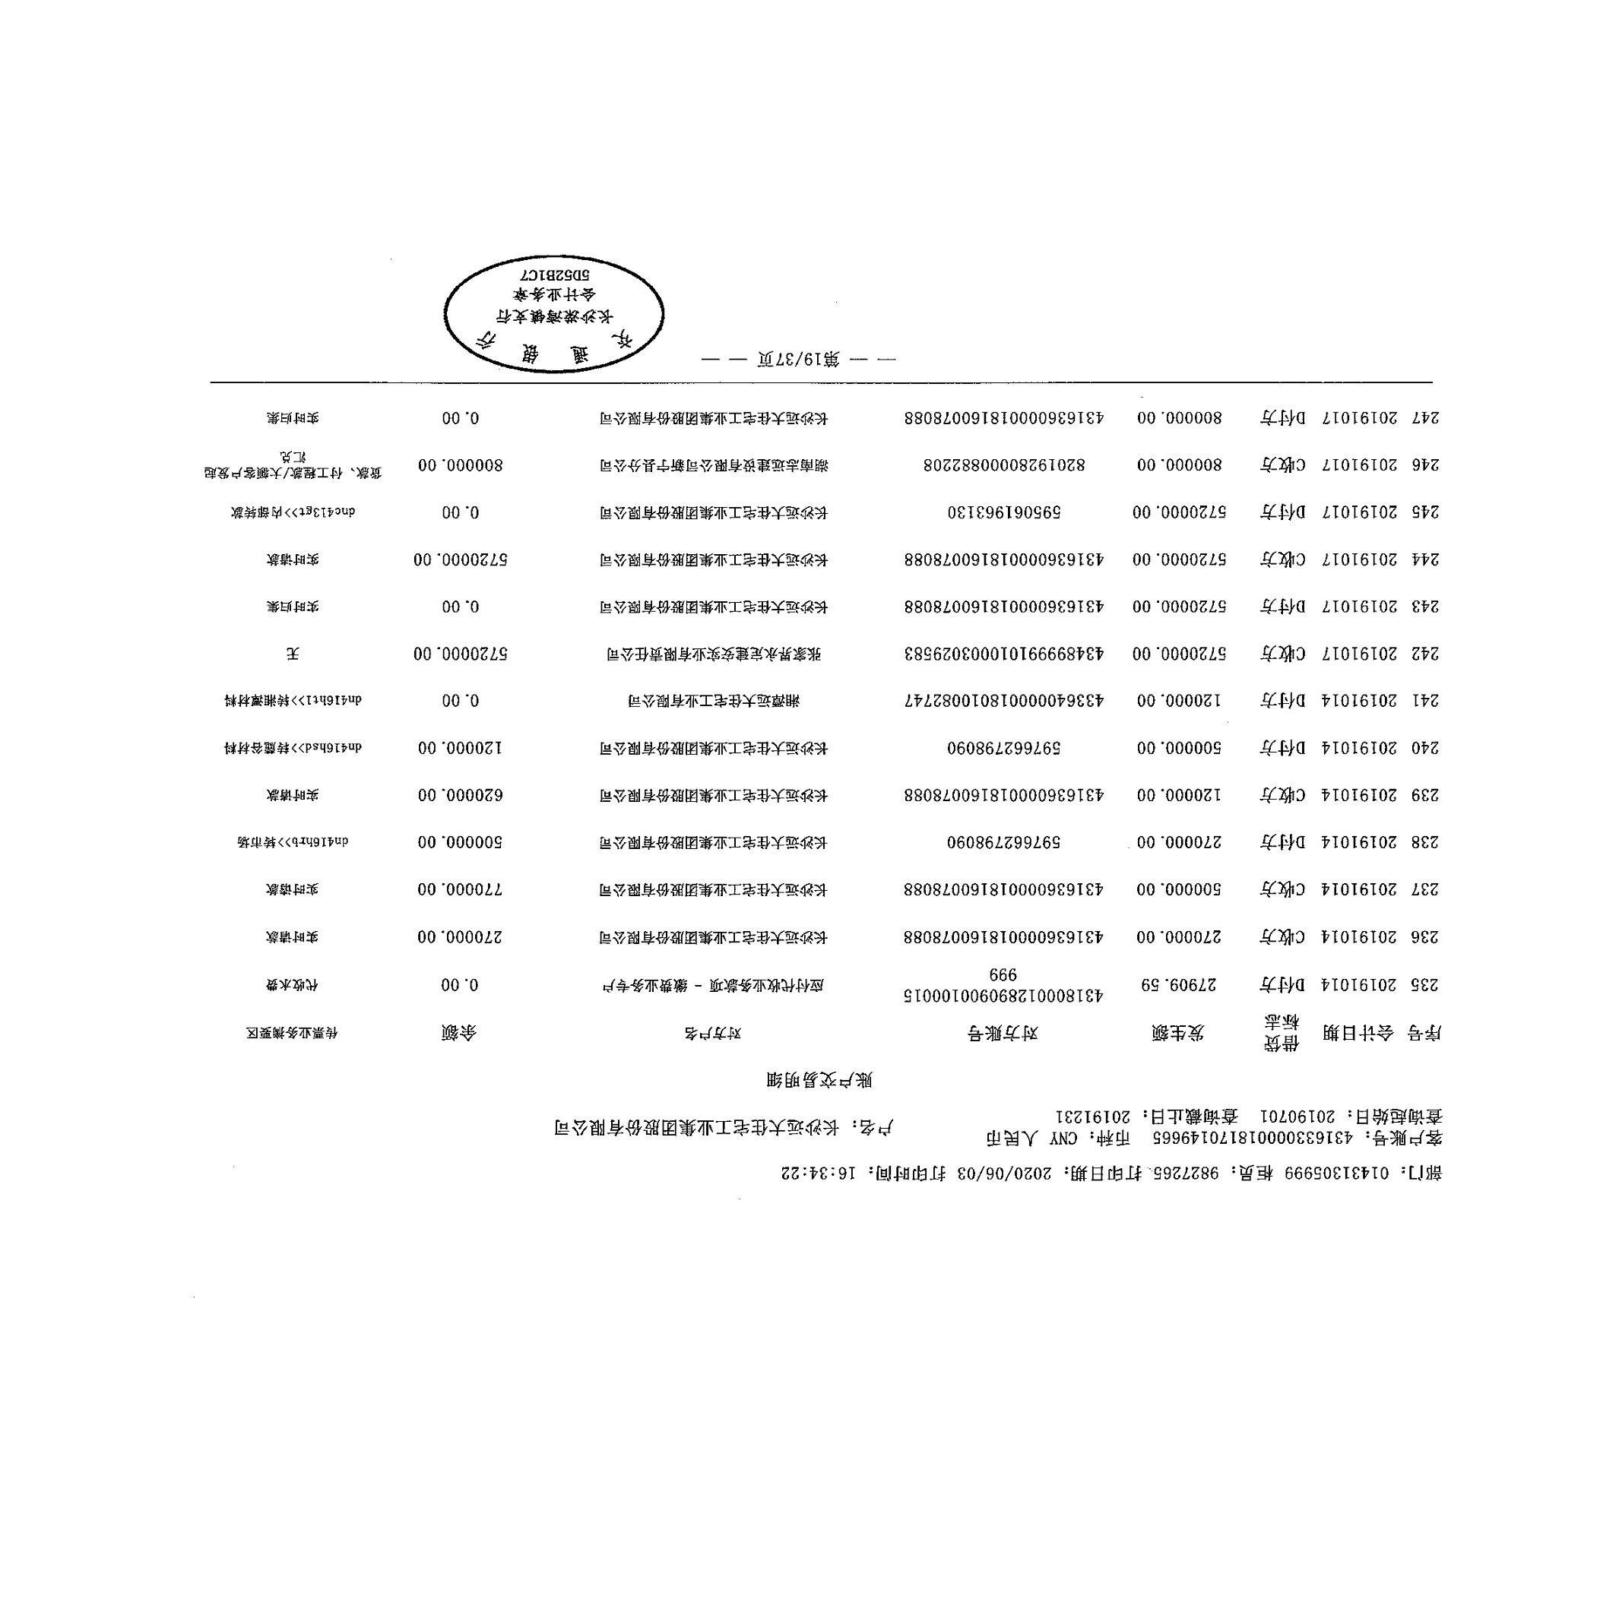 部门: 01431305999 柜员: 9827265 打印日期: 2020/06/03 打印时间: 16:34:22
客户账号: 431633000018170149665 币种: CNY 人民币 户名: 长沙远大住宅工业集团股份有限公司
查询起始日: 20190701 查询截止日: 20191231
账户交易明细
序号 会计日期 借贷标志 发生额 对方账号 对方户名 余额 传票业务摘要区
235 20191014 D付方 27909.59 431800012890900100015999 应付代收业务款项 - 缴费业务专户 0.00 代收水费
236 20191014 C收方 270000.00 431636000018160078088 长沙远大住宅工业集团股份有限公司 270000.00 实时请款
237 20191014 C收方 500000.00 431636000018160078088 长沙远大住宅工业集团股份有限公司 770000.00 实时请款
238 20191014 D付方 270000.00 597662798090 长沙远大住宅工业集团股份有限公司 500000.00 dn416hrb>>转市场
239 20191014 C收方 120000.00 431636000018160078088 长沙远大住宅工业集团股份有限公司 620000.00 实时请款
240 20191014 D付方 500000.00 597662798090 长沙远大住宅工业集团股份有限公司 120000.00 dn416hsd>>转麓谷材料
241 20191014 D付方 120000.00 433640000018010082747 湘潭远大住宅工业有限公司 0.00 dn416htl>>转湘潭材料
242 20191017 C收方 5720000.00 434899991010003029583 张家界永定建安实业有限责任公司 5720000.00 无
243 20191017 D付方 5720000.00 431636000018160078088 长沙远大住宅工业集团股份有限公司 0.00 实时归集
244 20191017 C收方 5720000.00 431636000018160078088 长沙远大住宅工业集团股份有限公司 5720000.00 实时请款
245 20191017 D付方 5720000.00 595061963130 长沙远大住宅工业集团股份有限公司 0.00 dnc413gt>>内部转款
246 20191017 C收方 800000.00 82019280000882208 湖南志远建设有限公司新宁县分公司 800000.00 货款、付工程款/大额客户发起汇兑
247 20191017 D付方 800000.00 431636000018160078088 长沙远大住宅工业集团股份有限公司 0.00 实时归集
— — 第19/37页 — —
交通银行
长沙溁湾镇支行
会计业务章
5D52B1C7